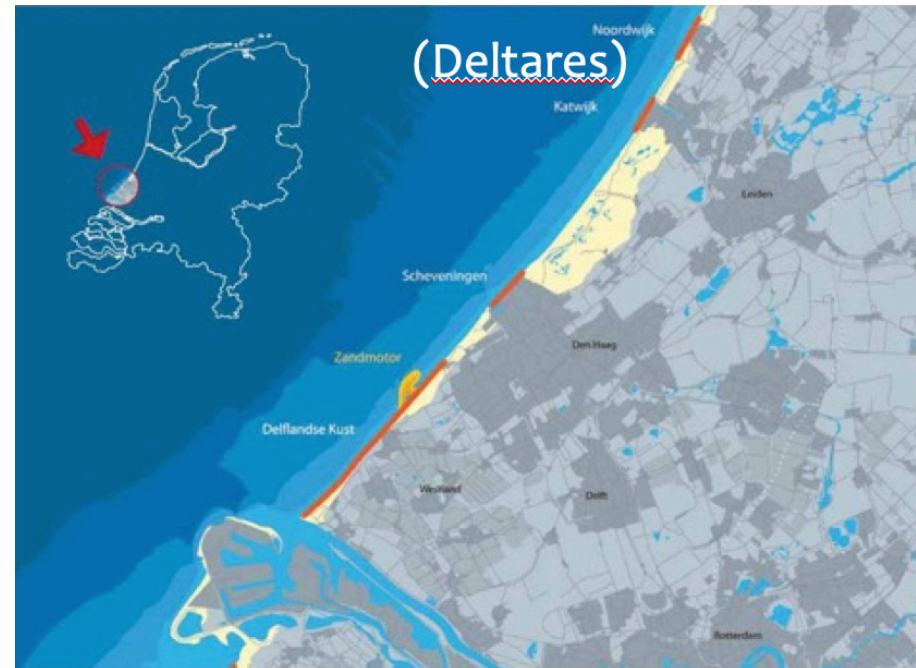 Noordwijk
(Deltares)
Katwijk
Leiden
Scheveningen
Den Haag
Zandmotor
Delflandse Kust
Westland
Delft
Rotterdam